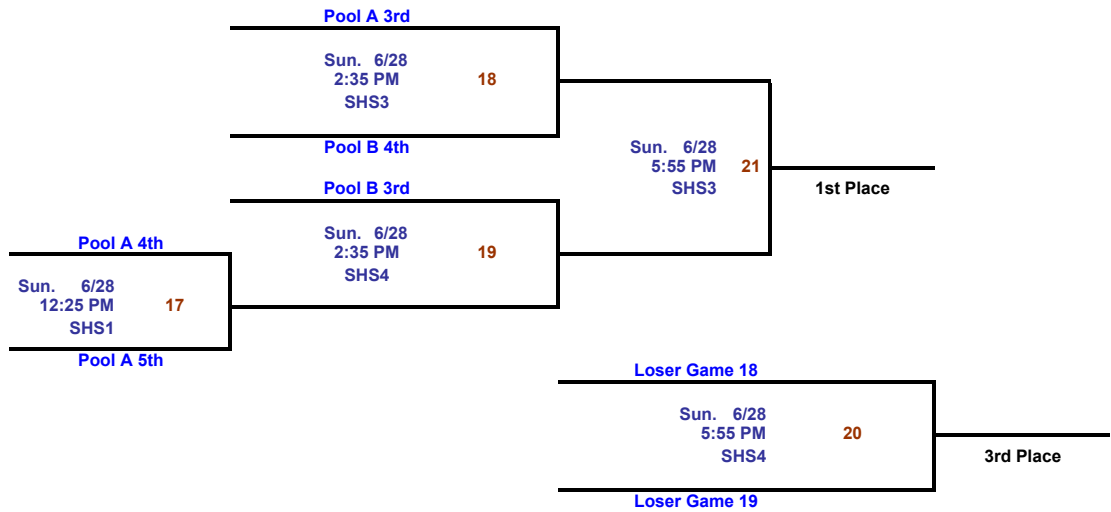 Pool A 3rd
Sun. 6/28
2:35 PM
18
SHS3
Pool B 4th
Sun. 6/28
5:55 PM
21
SHS3
1st Place
Pool B 3rd
Sun. 6/28
2:35 PM
19
SHS4
Pool A 4th
Sun. 6/28
12:25 PM
17
SHS1
Pool A 5th
Loser Game 18
Sun. 6/28
5:55 PM
20
SHS4
3rd Place
Loser Game 19